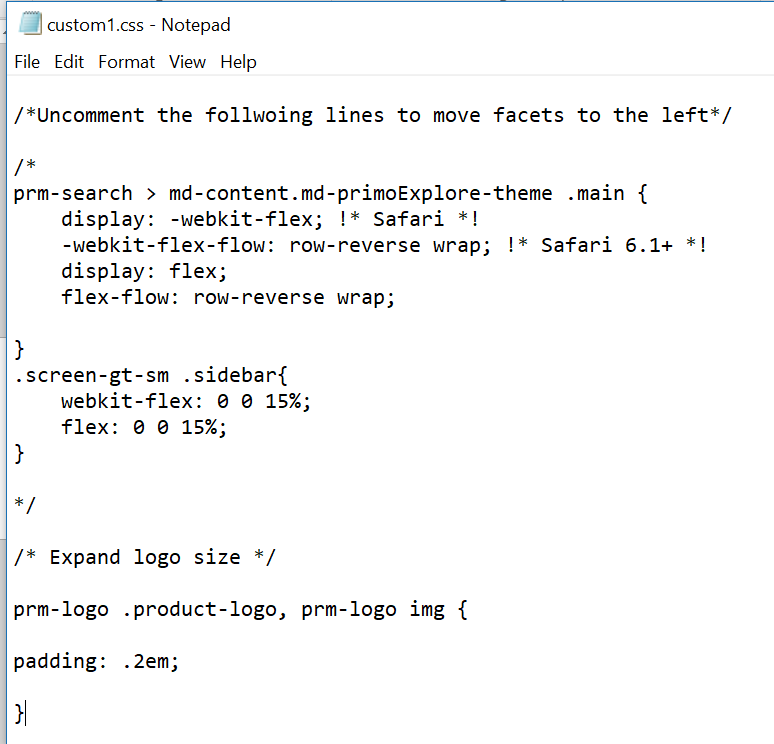 custom1.css - Notepad
File Edit Format View Help
/*Uncomment the follwoing lines to move facets to the left*/
/*
prm-search > md-content.md-primoExplore-theme .main {
    display: -webkit-flex; !* Safari *!
    -webkit-flex-flow: row-reverse wrap; !* Safari 6.1+ *!
    display: flex;
    flex-flow: row-reverse wrap;
}
.screen-gt-sm .sidebar{
    webkit-flex: 0 0 15%;
    flex: 0 0 15%;
}
*/
/* Expand logo size */
prm-logo .product-logo, prm-logo img {
padding: .2em;
}